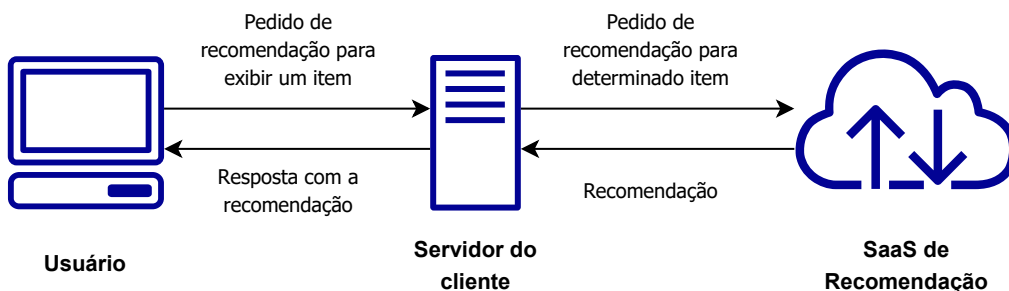 Pedido de
recomendação para
exibir um item
Pedido de
recomendação para
determinado item
Resposta com a
recomendação
Recomendação
Usuário
Servidor do
cliente
SaaS de
Recomendação